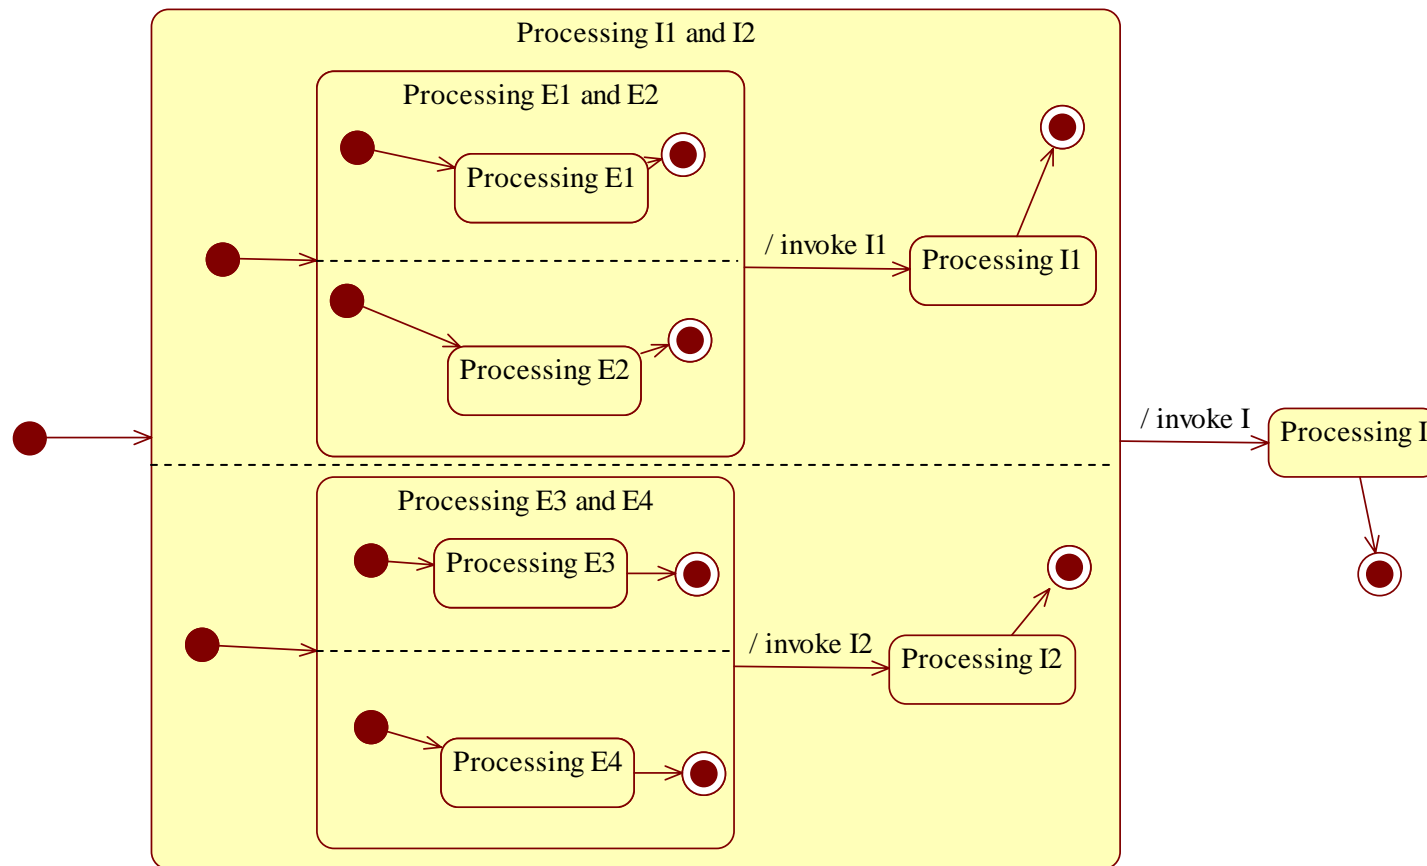 Processing I1 and I2
Processing E1 and E2
Processing E1
/ invoke I1
Processing I1
Processing E2
/ invoke I
Processing I
Processing E3 and E4
Processing E3
/ invoke I2
Processing I2
Processing E4